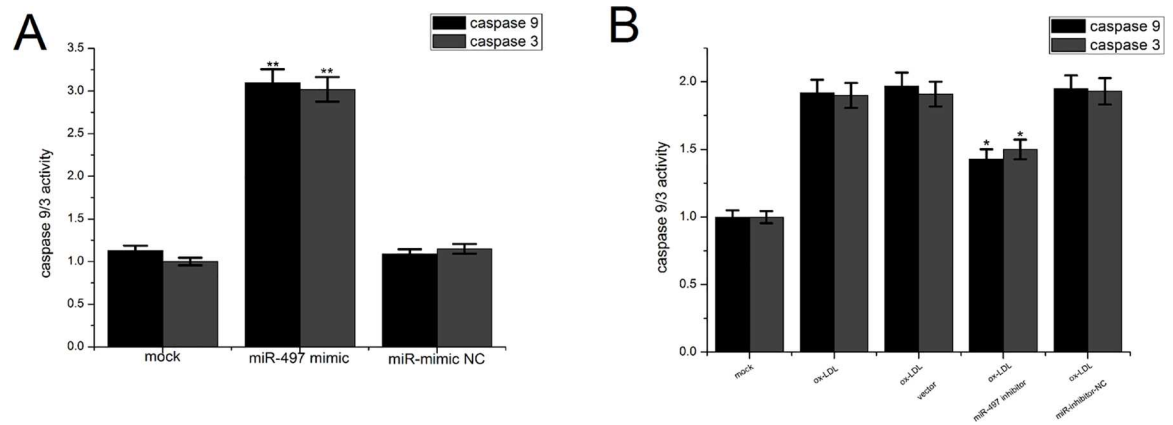 A
caspase 9
caspase 3
caspase 9/3 activity
3.5
3.0
2.5
2.0
1.5
1.0
0.5
0.0
**
**
mock
miR-497 mimic
miR-mimic NC
B
caspase 9
caspase 3
caspase 9/3 activity
2.0
1.5
1.0
0.5
0.0
*
*
mock
ox-LDL
ox-LDL
vector
ox-LDL
miR-497 inhibitor
ox-LDL
miR-inhibitor-NC